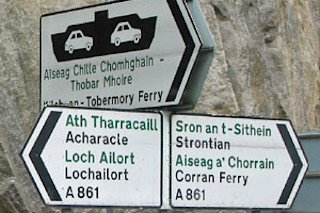 Aiseag Chille Chomghain -
Thobar Mhoire
Kilchoan - Tobermory Ferry
Ath Tharracaill
Acharacle
Loch Ailort
Lochailort
A 861
Sron an t-Sithein
Strontian
Aiseag a' Chorrain
Corran Ferry
A 861